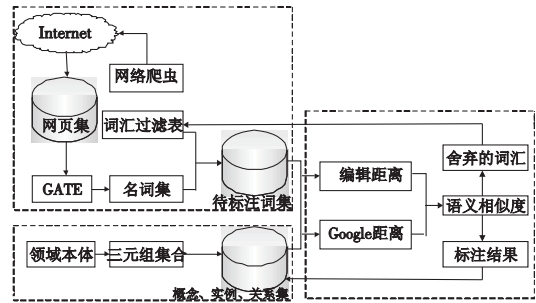 Internet
网络爬虫
网页集
词汇过滤表
GATE
名词集
待标注词集
编辑距离
Google距离
舍弃的词汇
语义相似度
标注结果
领域本体
三元组集合
概念、实例、关系集